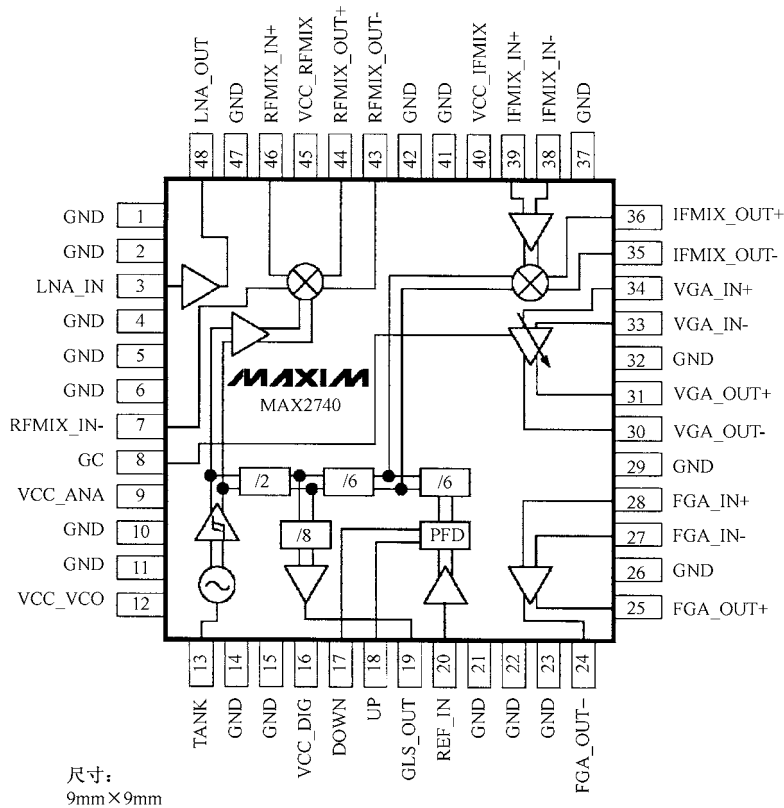 LNA_OUT
GND
RFMIX_IN+
VCC_RFMIX
RFMIX_OUT+
RFMIX_OUT-
GND
GND
VCC_IFMIX
IFMIX_IN+
IFMIX_IN-
GND
48
47
46
45
44
43
42
41
40
39
38
37
GND 1
GND 2
LNA_IN 3
GND 4
GND 5
GND 6
RFMIX_IN- 7
GC 8
VCC_ANA 9
GND 10
GND 11
VCC_VCO 12
36 IFMIX_OUT+
35 IFMIX_OUT-
34 VGA_IN+
33 VGA_IN-
32 GND
31 VGA_OUT+
30 VGA_OUT-
29 GND
28 FGA_IN+
27 FGA_IN-
26 GND
25 FGA_OUT+
MAXIM
MAX2740
/2
/6
/6
/8
PFD
13
14
15
16
17
18
19
20
21
22
23
24
TANK
GND
GND
VCC_DIG
DOWN
UP
GLS_OUT
REF_IN
GND
GND
GND
FGA_OUT-
尺寸：
9mm×9mm